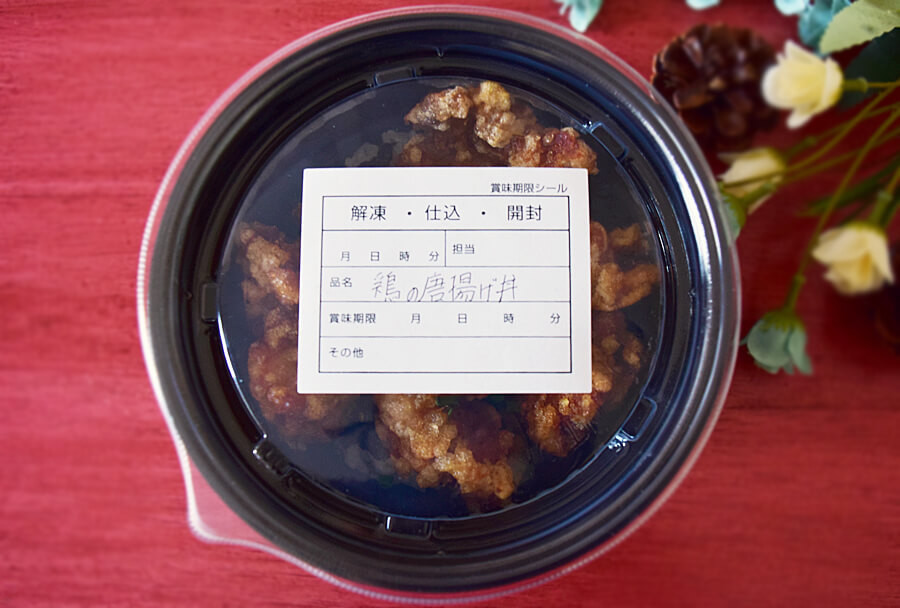 賞味期限シール
解凍 ・ 仕込 ・ 開封
月 日 時 分 担当
品名 鶏の唐揚げ丼
賞味期限 月 日 時 分
その他